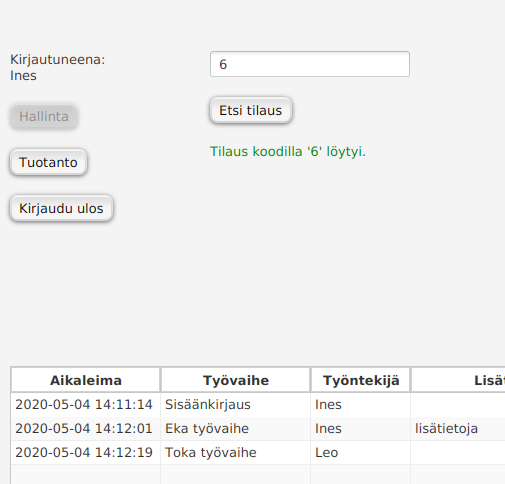 Kirjautuneena:
Ines
6
Hallinta
Etsi tilaus
Tuotanto
Tilaus koodilla '6' löytyi.
Kirjaudu ulos
Aikaleima Työvaihe Työntekijä
2020-05-04 14:11:14 Sisäänkirjaus Ines
2020-05-04 14:12:01 Eka työvaihe Ines lisätietoja
2020-05-04 14:12:19 Toka työvaihe Leo